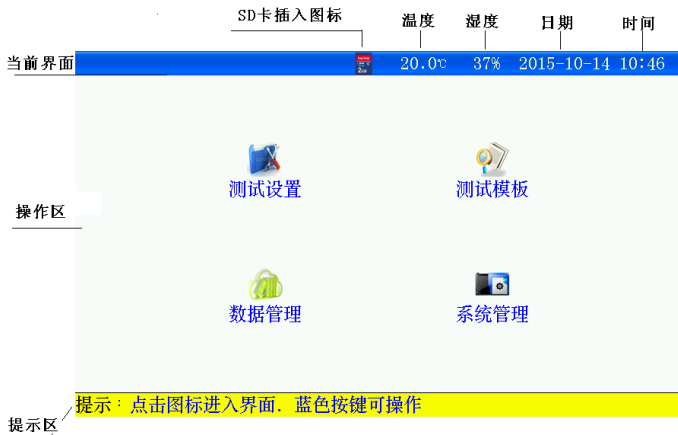 SD卡插入图标 温度 湿度 日期 时间
当前界面 20.0℃ 37% 2015-10-14 10:46
测试设置 测试模板
操作区
数据管理 系统管理
提示：点击图标进入界面. 蓝色按键可操作
提示区